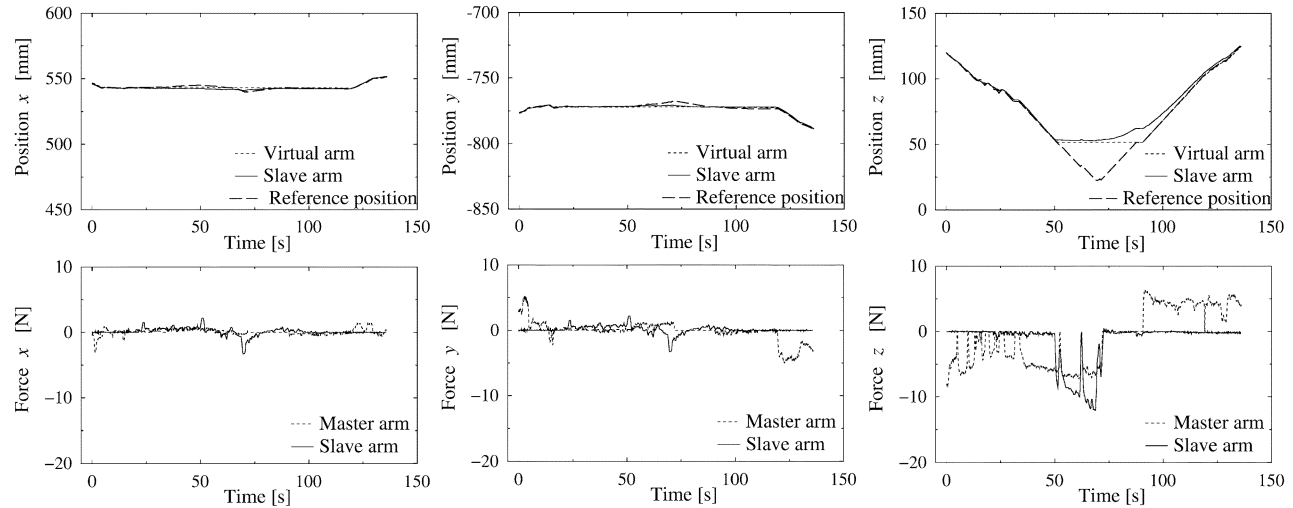 600
550
500
450
Position x [mm]
Virtual arm
Slave arm
Reference position
0
50
100
150
Time [s]
-700
-750
-800
-850
Position y [mm]
Virtual arm
Slave arm
Reference position
0
50
100
150
Time [s]
150
100
50
0
Position z [mm]
Virtual arm
Slave arm
Reference position
0
50
100
150
Time [s]
10
0
−10
−20
Force x [N]
Master arm
Slave arm
0
50
100
150
Time [s]
10
0
−10
−20
Force y [N]
Master arm
Slave arm
0
50
100
150
Time [s]
10
0
−10
−20
Force z [N]
Master arm
Slave arm
0
50
100
150
Time [s]